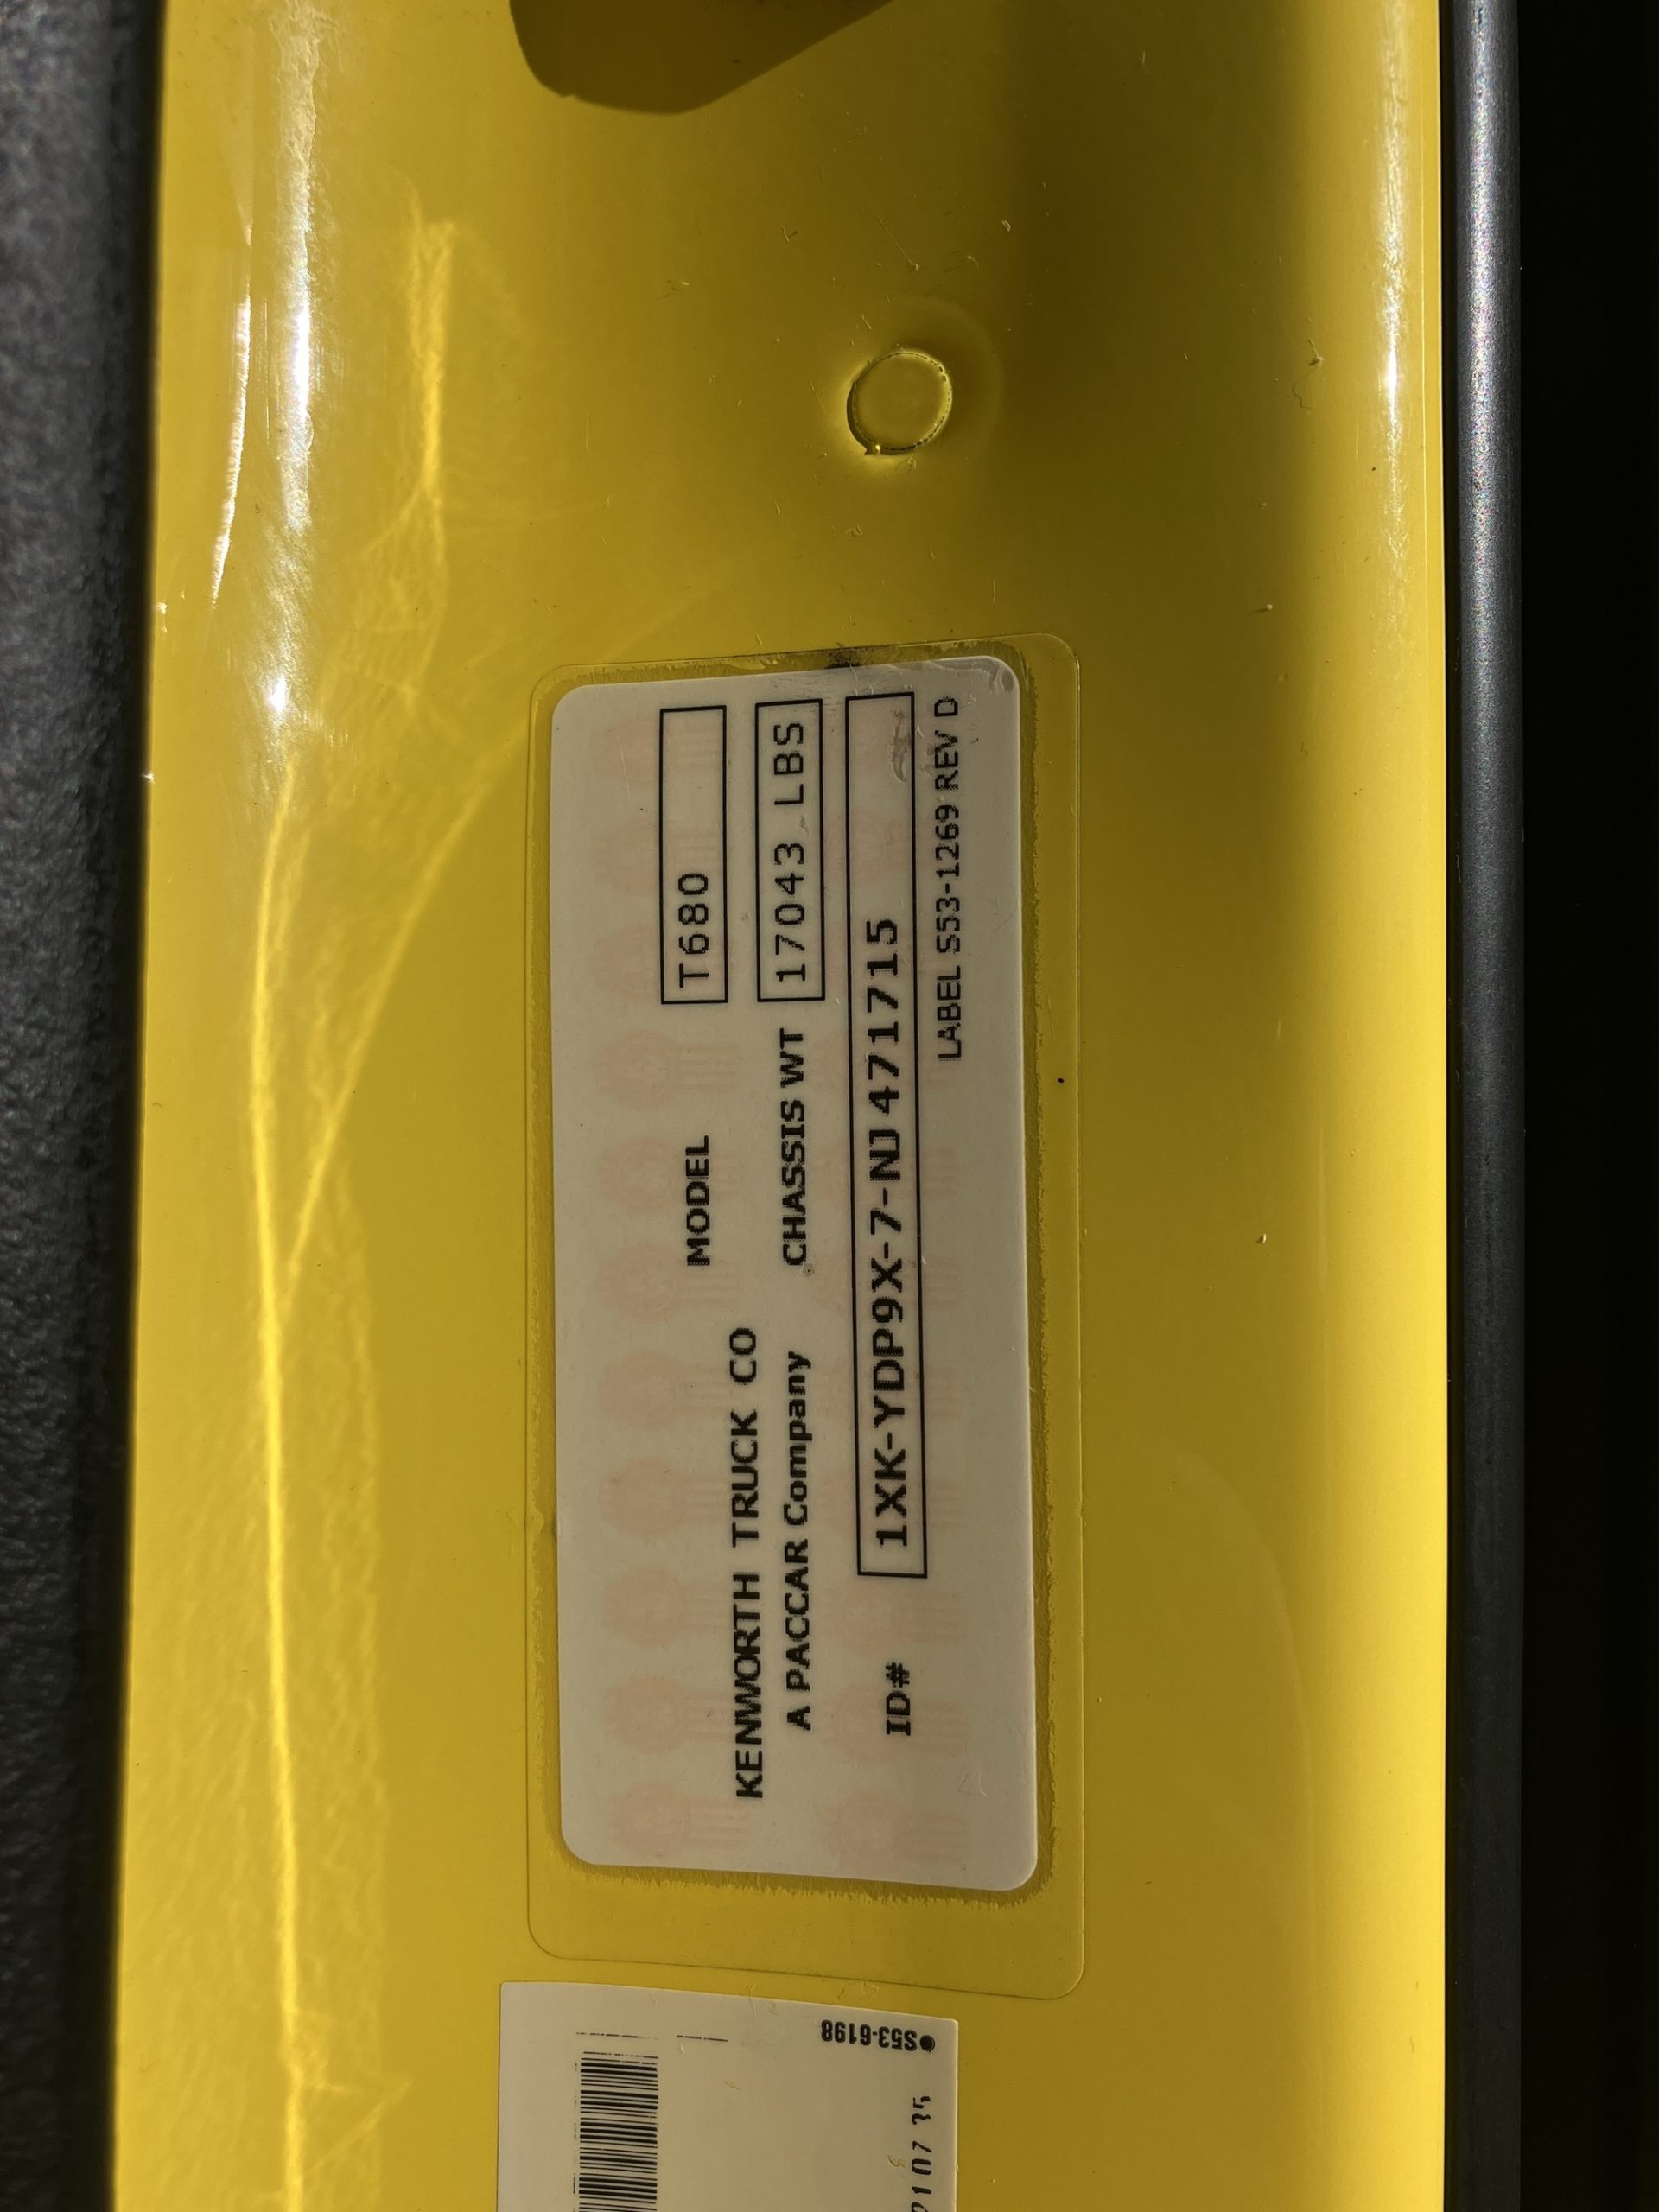 KENWORTH TRUCK CO
A PACCAR Company
MODEL T680
CHASSIS WT 17043 LBS
ID# 1XK-YDP9X-7-NJ 471715
LABEL S53-1269 REV D
●S53-6198